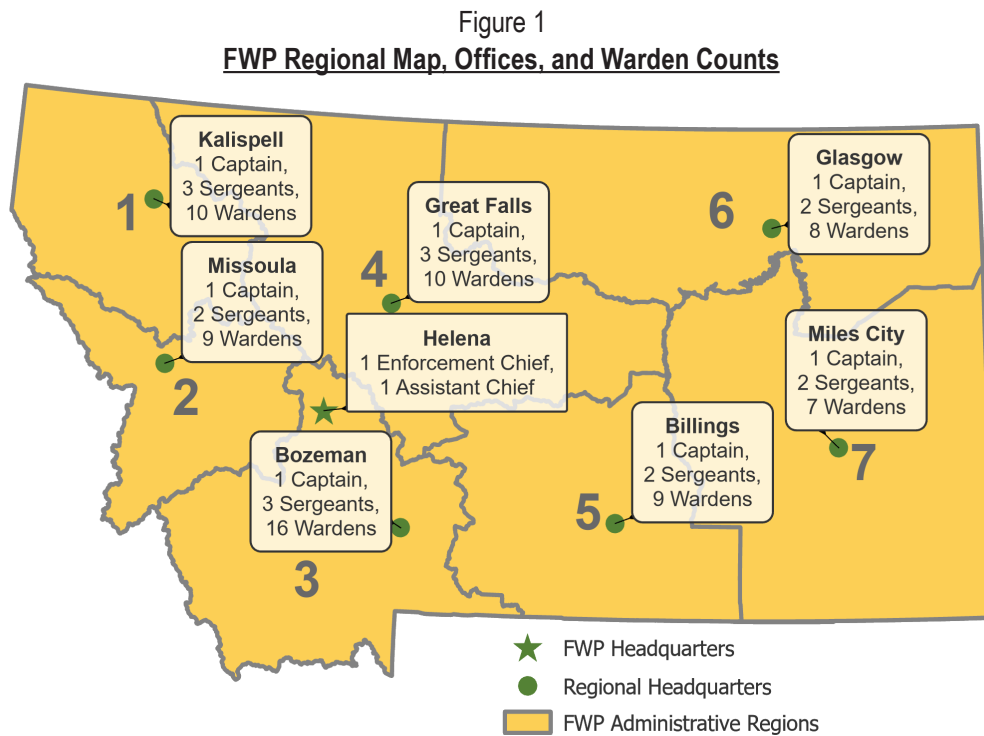 Figure 1
FWP Regional Map, Offices, and Warden Counts
Kalispell
1 Captain,
3 Sergeants,
10 Wardens
1
Missoula
1 Captain,
2 Sergeants,
9 Wardens
2
Great Falls
1 Captain,
3 Sergeants,
10 Wardens
4
Helena
1 Enforcement Chief,
1 Assistant Chief
Bozeman
1 Captain,
3 Sergeants,
16 Wardens
3
Glasgow
1 Captain,
2 Sergeants,
8 Wardens
6
Miles City
1 Captain,
2 Sergeants,
7 Wardens
7
Billings
1 Captain,
2 Sergeants,
9 Wardens
5
FWP Headquarters
Regional Headquarters
FWP Administrative Regions